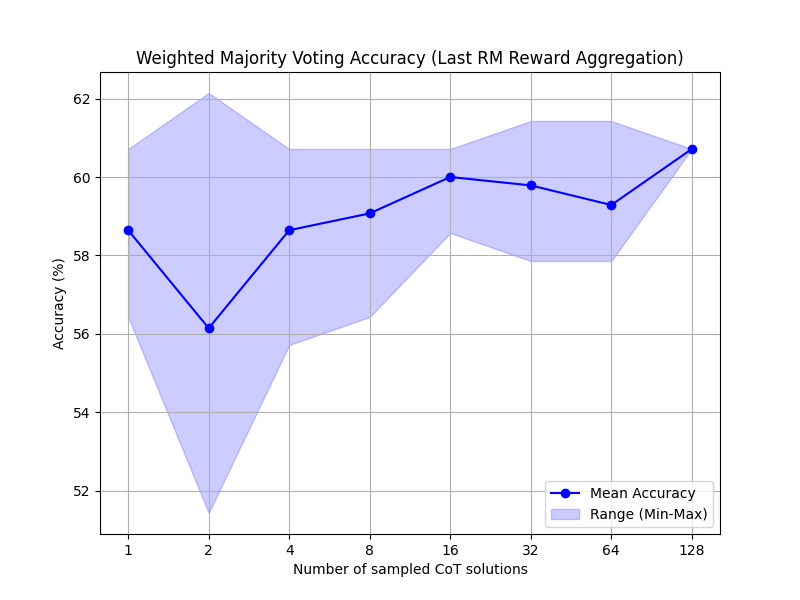 Weighted Majority Voting Accuracy (Last RM Reward Aggregation)
Accuracy (%)
62
60
58
56
54
52
Mean Accuracy
Range (Min-Max)
1 2 4 8 16 32 64 128
Number of sampled CoT solutions